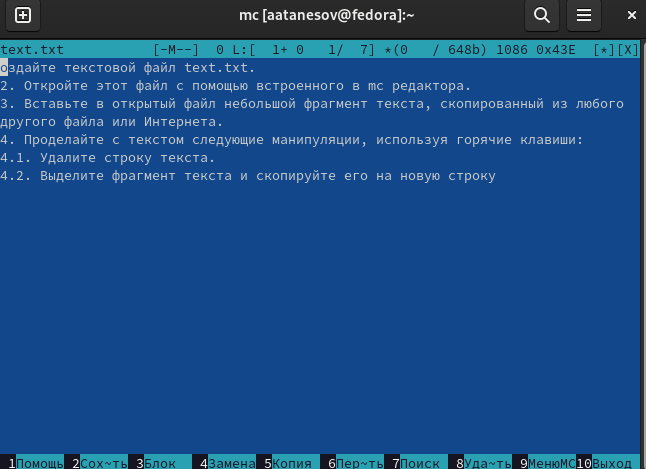 mc [aatanesov@fedora]:~
text.txt [-M--] 0 L:[ 1+ 0 1/ 7] *(0 / 648b) 1086 0x43E [*][X]
оздайте текстовой файл text.txt.
2. Откройте этот файл с помощью встроенного в mc редактора.
3. Вставьте в открытый файл небольшой фрагмент текста, скопированный из любого
другого файла или Интернета.
4. Проделайте с текстом следующие манипуляции, используя горячие клавиши:
4.1. Удалите строку текста.
4.2. Выделите фрагмент текста и скопируйте его на новую строку
1Помощь 2Сох~ть 3Блок 4Замена 5Копия 6Пер~ть 7Поиск 8Уда~ть 9МенюMC 10Выход